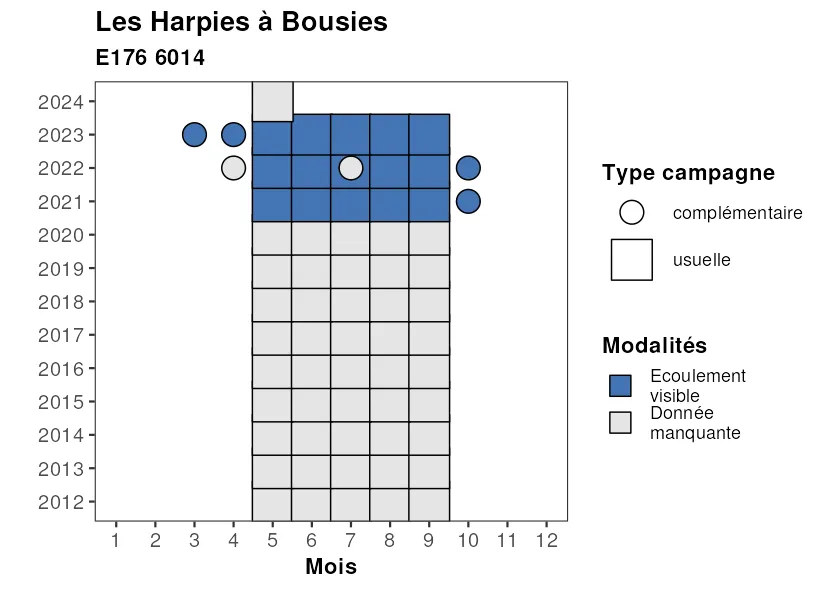 Les Harpies à Bousies
E176 6014
2024
2023
2022
2021
2020
2019
2018
2017
2016
2015
2014
2013
2012
1 2 3 4 5 6 7 8 9 10 11 12
Mois
Type campagne
complémentaire
usuelle
Modalités
Ecoulement
visible
Donnée
manquante